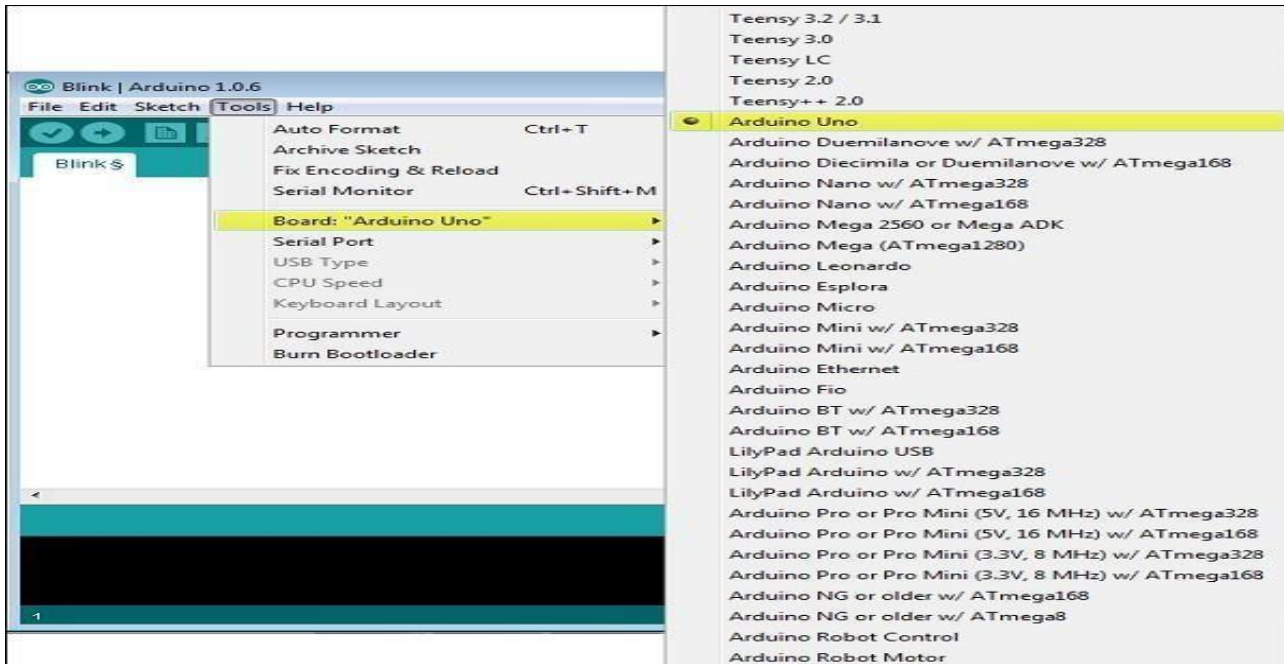 Blink | Arduino 1.0.6
File Edit Sketch Tools Help
Blink §
Auto Format Ctrl+T
Archive Sketch
Fix Encoding & Reload
Serial Monitor Ctrl+Shift+M
Board: "Arduino Uno"
Serial Port
USB Type
CPU Speed
Keyboard Layout
Programmer
Burn Bootloader
1
Teensy 3.2 / 3.1
Teensy 3.0
Teensy LC
Teensy 2.0
Teensy++ 2.0
Arduino Uno
Arduino Duemilanove w/ ATmega328
Arduino Diecimila or Duemilanove w/ ATmega168
Arduino Nano w/ ATmega328
Arduino Nano w/ ATmega168
Arduino Mega 2560 or Mega ADK
Arduino Mega (ATmega1280)
Arduino Leonardo
Arduino Esplora
Arduino Micro
Arduino Mini w/ ATmega328
Arduino Mini w/ ATmega168
Arduino Ethernet
Arduino Fio
Arduino BT w/ ATmega328
Arduino BT w/ ATmega168
LilyPad Arduino USB
LilyPad Arduino w/ ATmega328
LilyPad Arduino w/ ATmega168
Arduino Pro or Pro Mini (5V, 16 MHz) w/ ATmega328
Arduino Pro or Pro Mini (5V, 16 MHz) w/ ATmega168
Arduino Pro or Pro Mini (3.3V, 8 MHz) w/ ATmega328
Arduino Pro or Pro Mini (3.3V, 8 MHz) w/ ATmega168
Arduino NG or older w/ ATmega168
Arduino NG or older w/ ATmega8
Arduino Robot Control
Arduino Robot Motor